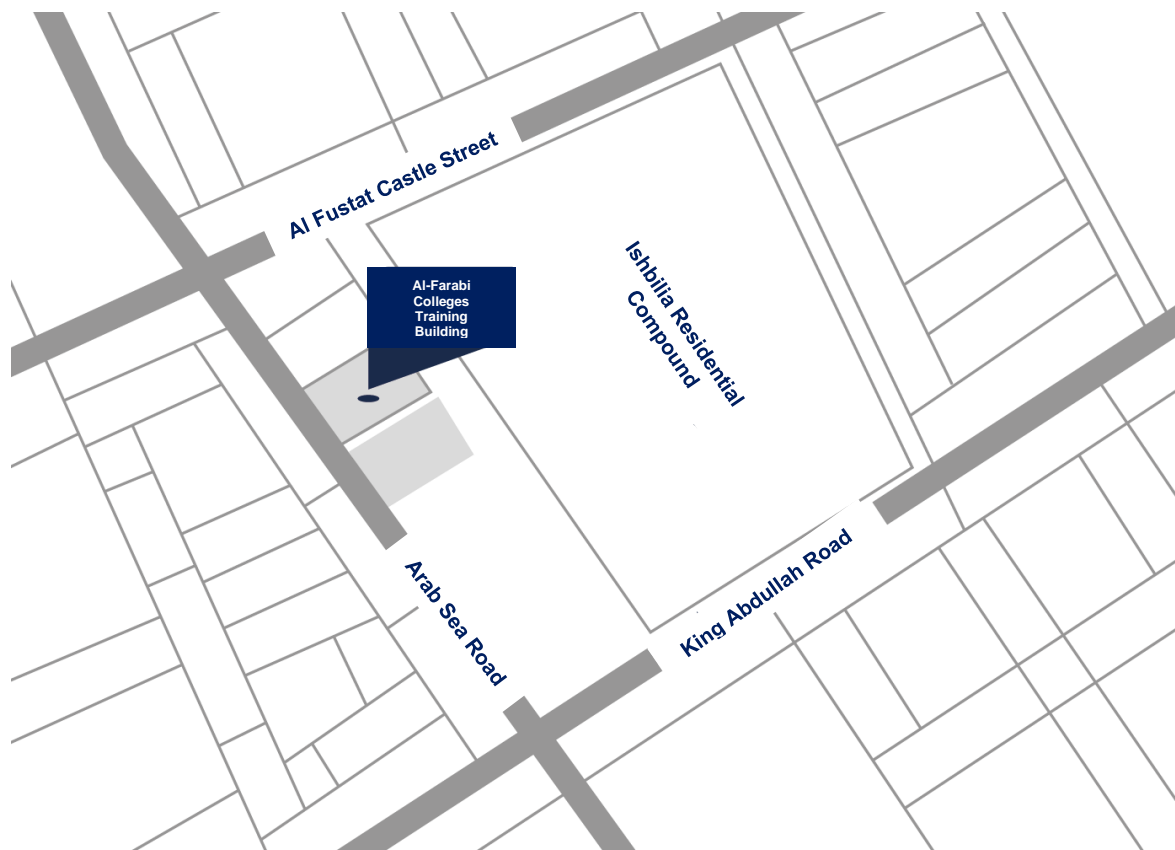 Al Fustat Castle Street
Al-Farabi
Colleges
Training
Building
Ishbilia Residential
Compound
Arab Sea Road
King Abdullah Road